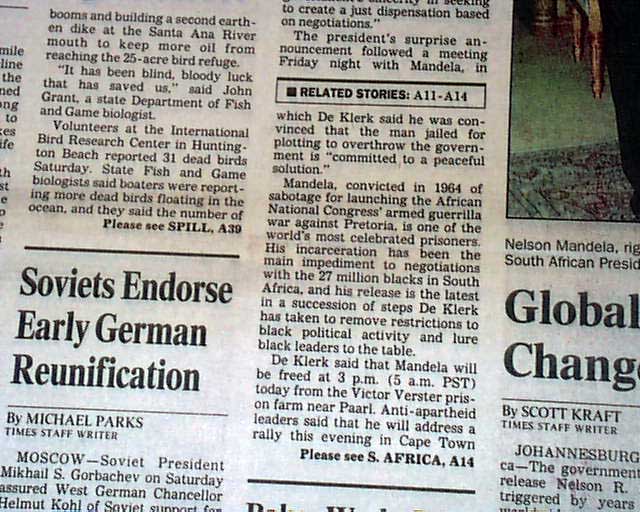 booms and building a second earth-
en dike at the Santa Ana River
mouth to keep more oil from
reaching the 25-acre bird refuge.
"It has been blind, bloody luck
that has saved us," said John
Grant, a state Department of Fish
and Game biologist.
Volunteers at the International
Bird Research Center in Hunting-
ton Beach reported 31 dead birds
Saturday. State Fish and Game
biologists said boaters were report-
ing more dead birds floating in the
ocean, and they said the number of
Please see SPILL, A39
Soviets Endorse
Early German
Reunification
By MICHAEL PARKS
TIMES STAFF WRITER
MOSCOW—Soviet President
Mikhail S. Gorbachev on Saturday
assured West German Chancellor
Helmut Kohl of Soviet support for
sincerity in seeking
to create a just dispensation based
on negotiations."
The president's surprise an-
nouncement followed a meeting
Friday night with Mandela, in
RELATED STORIES: A11-A14
which De Klerk said he was con-
vinced that the man jailed for
plotting to overthrow the govern-
ment is "committed to a peaceful
solution."
Mandela, convicted in 1964 of
sabotage for launching the African
National Congress' armed guerrilla
war against Pretoria, is one of the
world's most celebrated prisoners.
His incarceration has been the
main impediment to negotiations
with the 27 million blacks in South
Africa, and his release is the latest
in a succession of steps De Klerk
has taken to remove restrictions to
black political activity and lure
black leaders to the table.
De Klerk said that Mandela will
be freed at 3 p.m. (5 a.m. PST)
today from the Victor Verster pris-
on farm near Paarl. Anti-apartheid
leaders said that he will address a
rally this evening in Cape Town
Please see S. AFRICA, A14
Nelson Mandela, rig
South African Presid
Global
Chang
By SCOTT KRAFT
TIMES STAFF WRITER
JOHANNESBURG
ca—The government
release Nelson R.
triggered by years